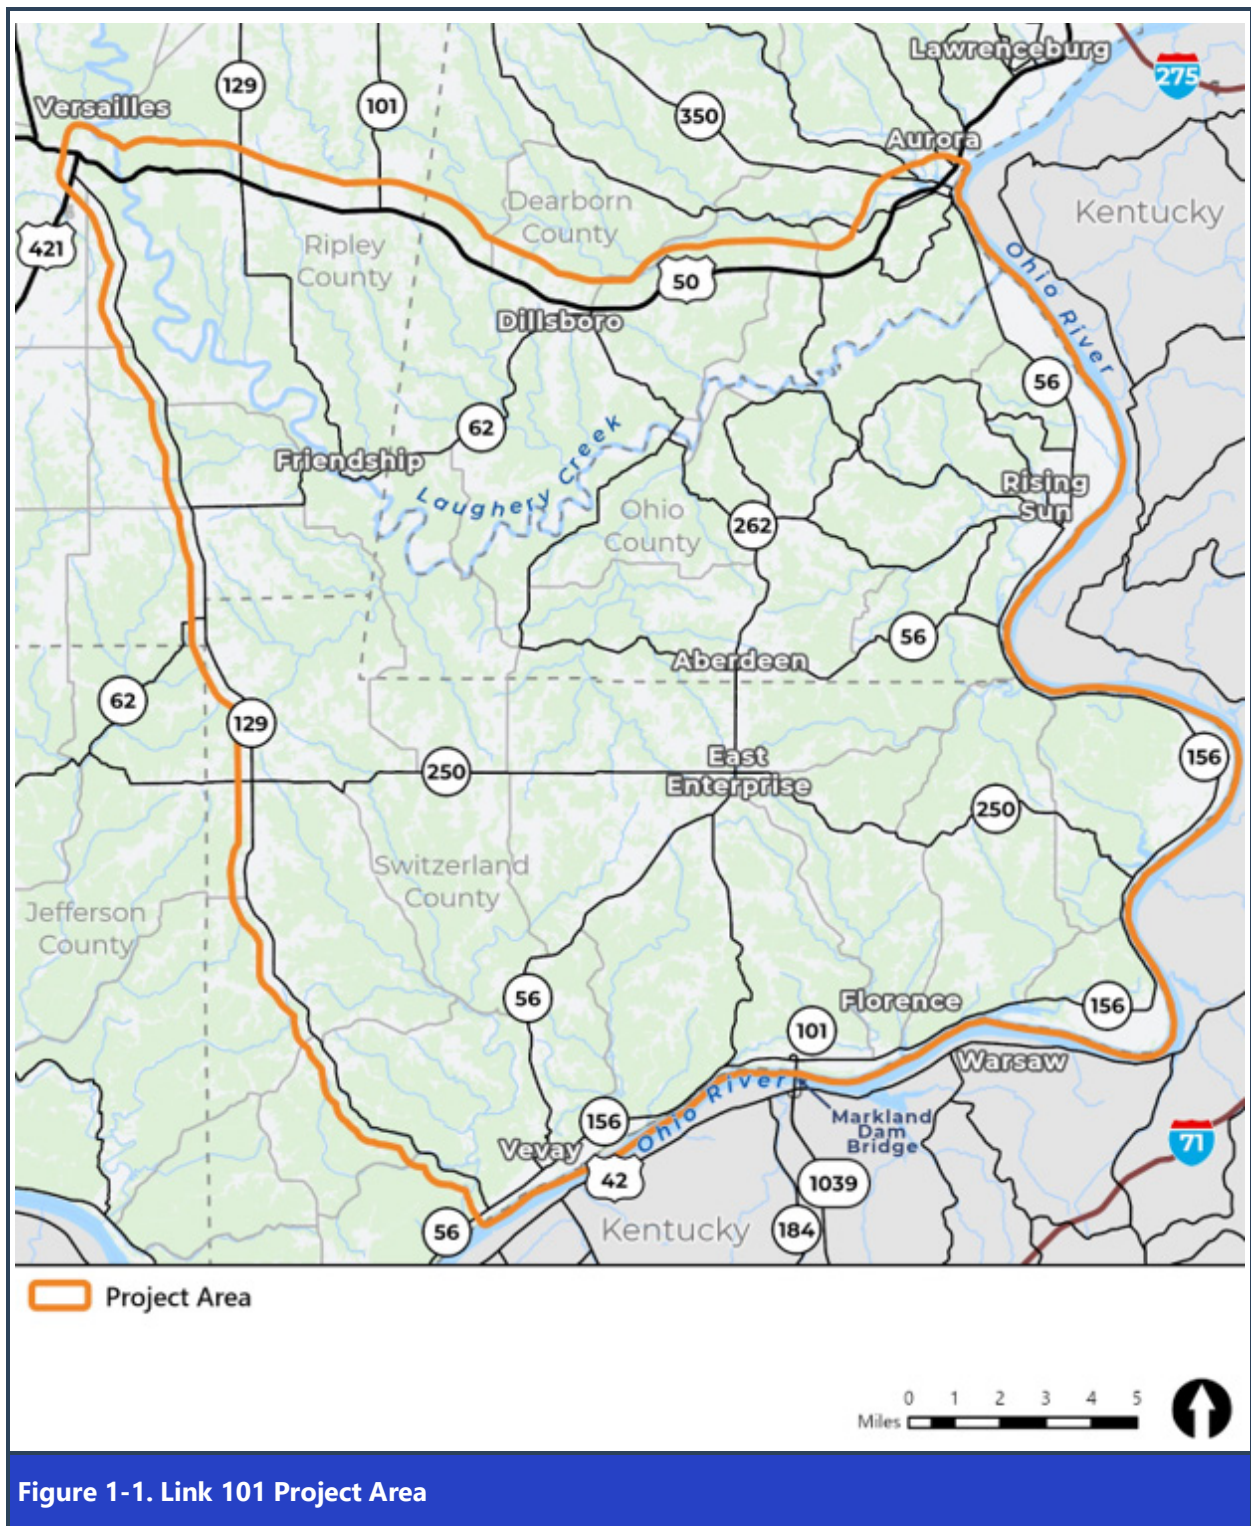 Lawrenceburg
275
Versailles
129
101
350
Aurora
Dearborn
County
Kentucky
421
Ripley
County
50
Ohio River
Dillsboro
56
62
Friendship
Laughery Creek
Rising
Sun
Ohio
County
262
56
Aberdeen
62
129
250
East
Enterprise
156
250
Switzerland
County
Jefferson
County
56
Florence
156
101
Warsaw
Ohio River
Markland
Dam
Bridge
156
71
Vevay
42
1039
56
Kentucky
184
Project Area
0 1 2 3 4 5
Miles
Figure 1-1. Link 101 Project Area